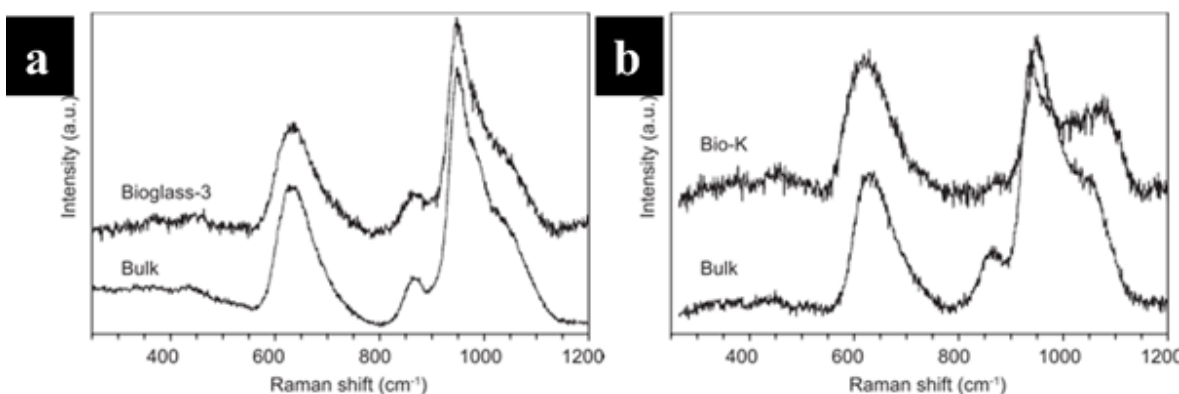 a
Intensity (a.u.)
Bioglass-3
Bulk
400 600 800 1000 1200
Raman shift (cm⁻¹)
b
Intensity (a.u.)
Bio-K
Bulk
400 600 800 1000 1200
Raman shift (cm⁻¹)